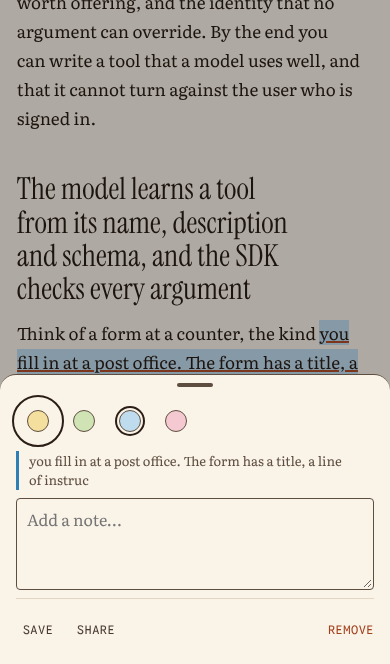 worth offering, and the identity that no
argument can override. By the end you
can write a tool that a model uses well, and
that it cannot turn against the user who is
signed in.
The model learns a tool
from its name, description
and schema, and the SDK
checks every argument
Think of a form at a counter, the kind you
fill in at a post office. The form has a title, a
you fill in at a post office. The form has a title, a line
of instruc
Add a note...
SAVE SHARE REMOVE